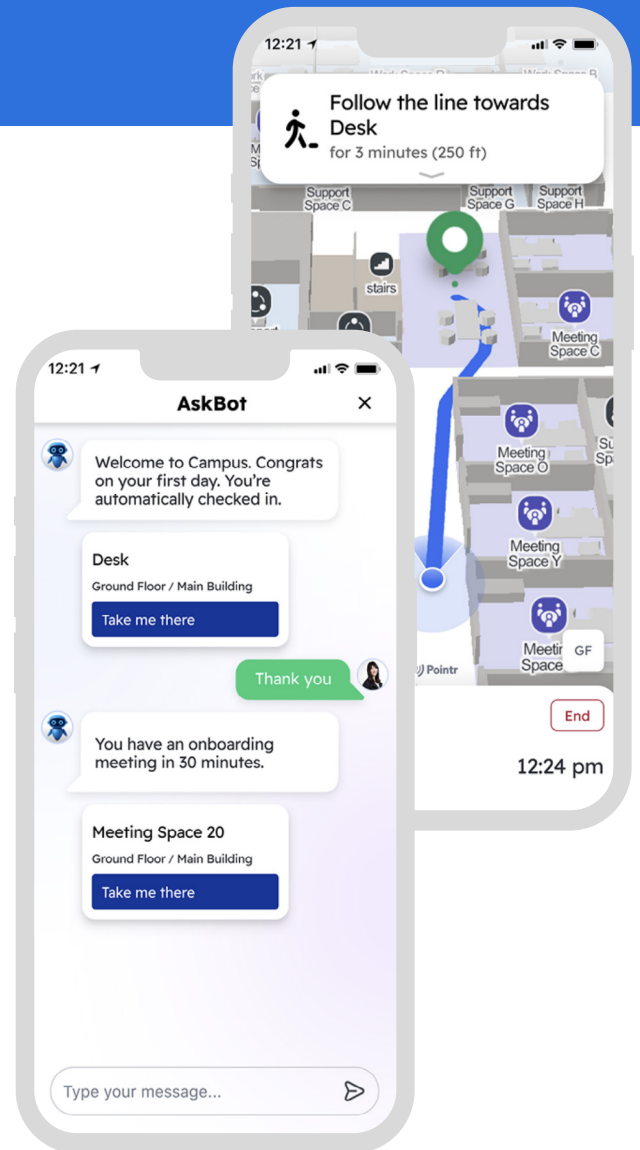 12:21
Work Space B
Follow the line towards
Desk
for 3 minutes (250 ft)
Support
Space C
Support
Space G
Support
Space H
stairs
Meeting
Space C
Meeting
Space O
Meeting
Space Y
Space
GF
Pointr
End
12:24 pm
12:21
AskBot
Welcome to Campus. Congrats
on your first day. You’re
automatically checked in.
Desk
Ground Floor / Main Building
Take me there
Thank you
You have an onboarding
meeting in 30 minutes.
Meeting Space 20
Ground Floor / Main Building
Take me there
Type your message...